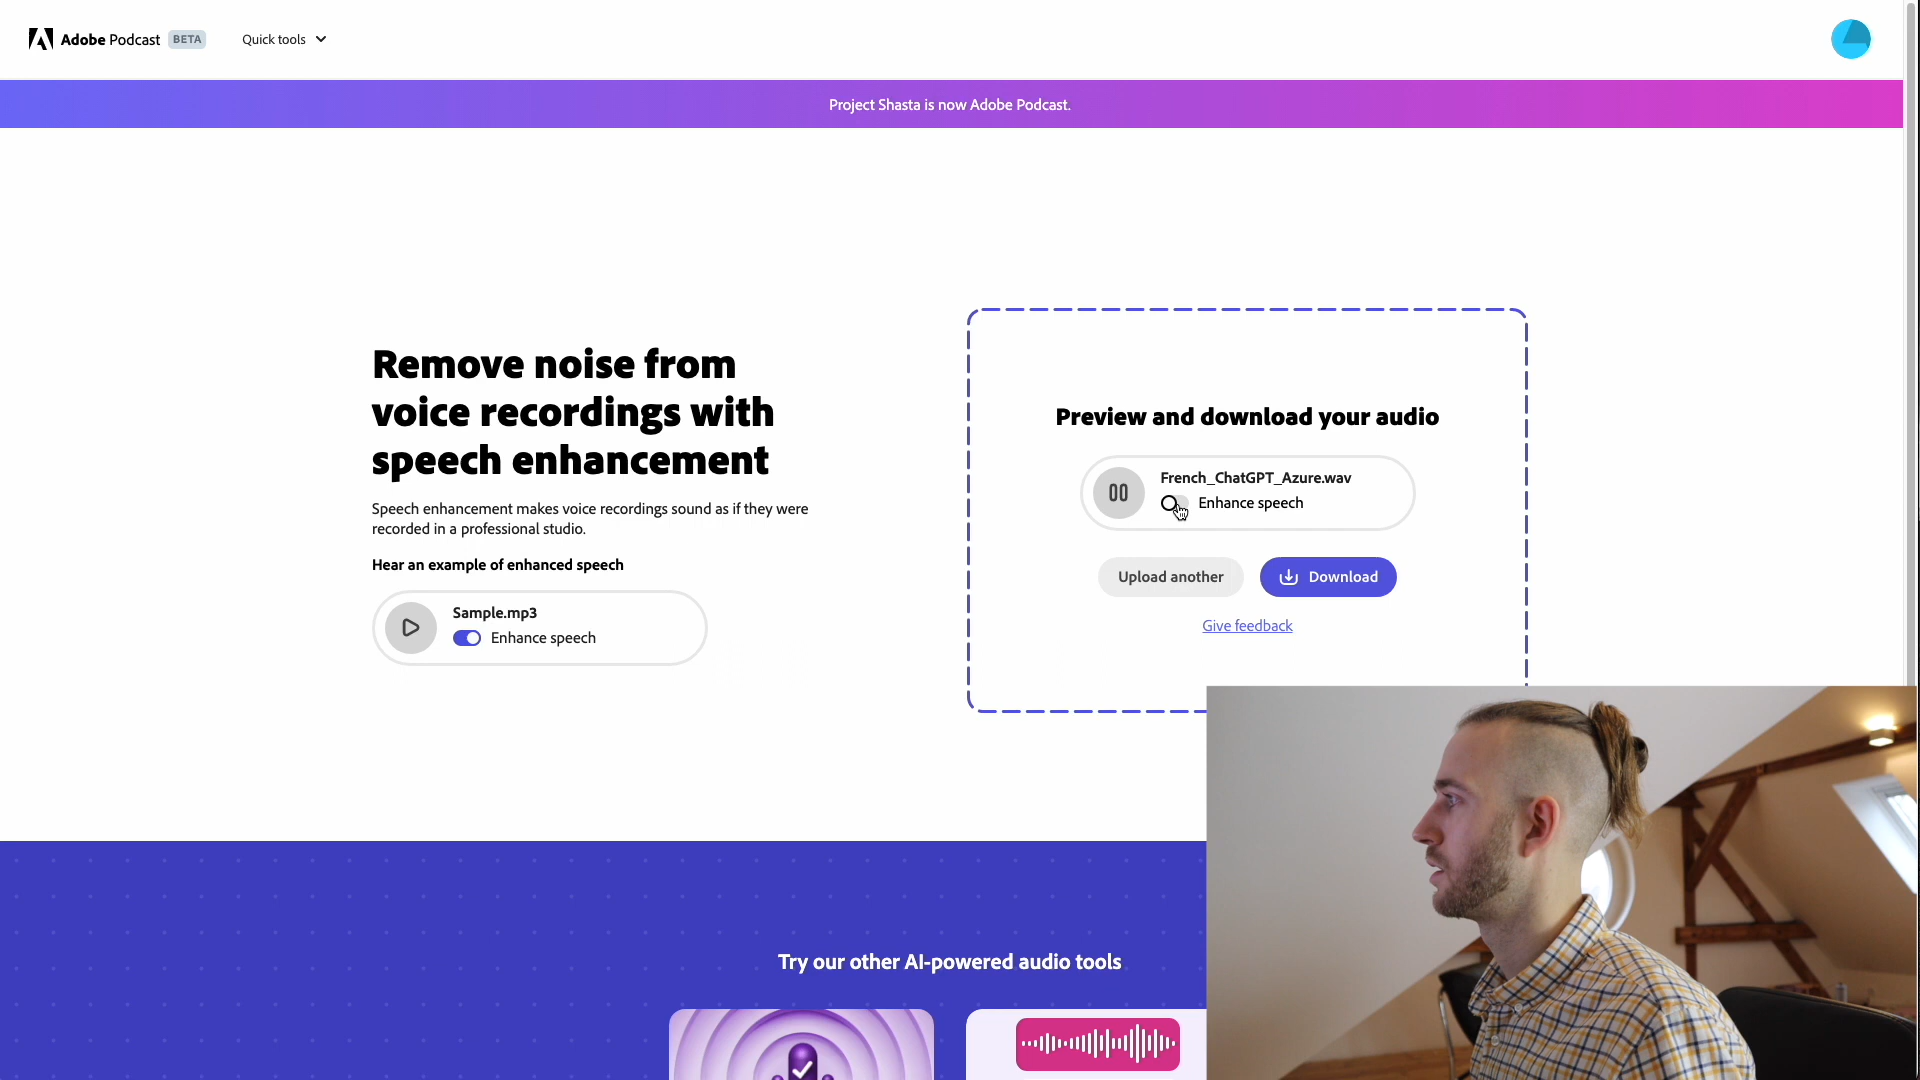 Adobe Podcast BETA
Quick tools
Project Shasta is now Adobe Podcast.
Remove noise from
voice recordings with
speech enhancement
Speech enhancement makes voice recordings sound as if they were
recorded in a professional studio.
Hear an example of enhanced speech
Sample.mp3
Enhance speech
Preview and download your audio
French_ChatGPT_Azure.wav
Enhance speech
Upload another
Download
Give feedback
Try our other AI-powered audio tools